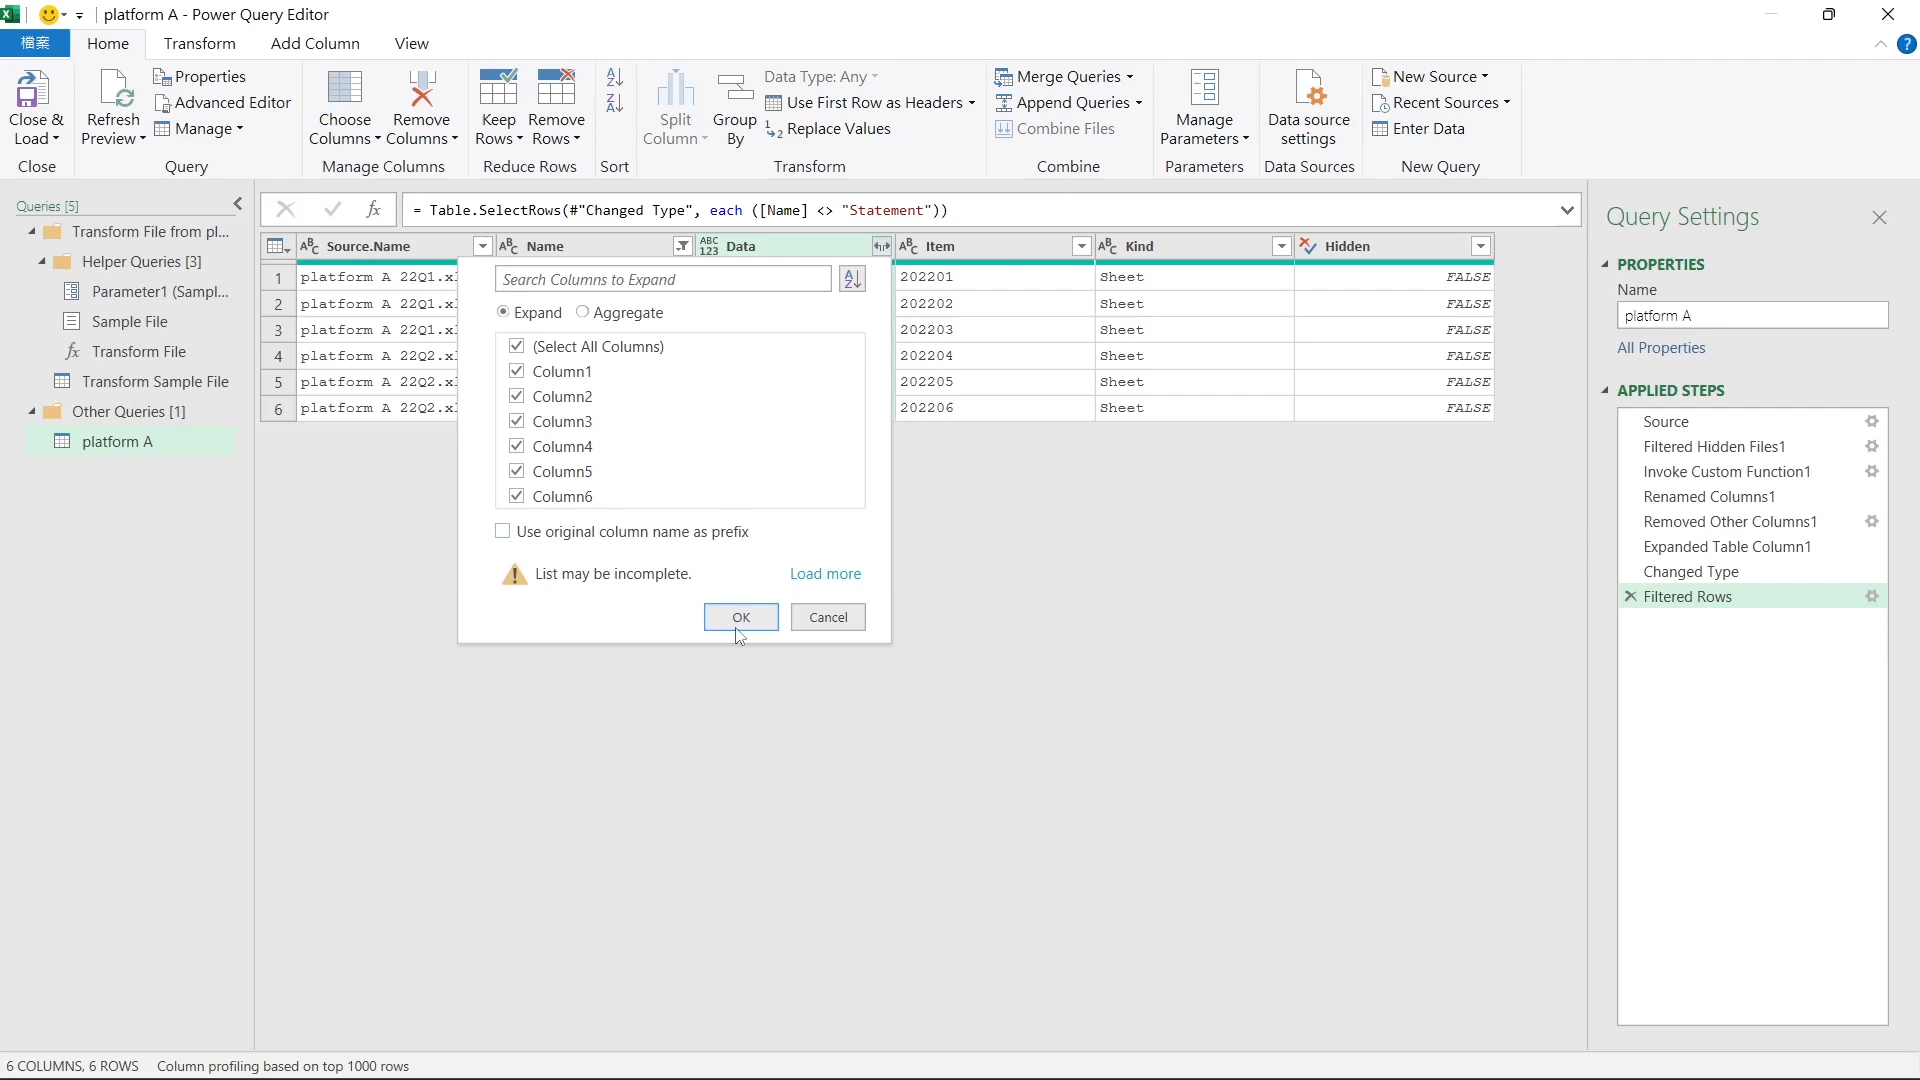 platform A - Power Query Editor
檔案
Home
Transform
Add Column
View
Close &
Load
Close
Refresh
Preview
Properties
Advanced Editor
Manage
Query
Choose
Columns
Remove
Columns
Manage Columns
Keep
Rows
Remove
Rows
Reduce Rows
Sort
Split
Column
Group
By
Data Type: Any
Use First Row as Headers
Replace Values
Transform
Merge Queries
Append Queries
Combine Files
Combine
Manage
Parameters
Parameters
Data source
settings
Data Sources
New Source
Recent Sources
Enter Data
New Query
Queries [5]
Transform File from pl...
Helper Queries [3]
Parameter1 (Sampl...
Sample File
Transform File
Transform Sample File
Other Queries [1]
platform A
= Table.SelectRows(#"Changed Type", each ([Name] <> "Statement"))
Source.Name Name Data Item Kind Hidden
1 platform A 22Q1.xl 202201 Sheet FALSE
2 platform A 22Q1.xl 202202 Sheet FALSE
3 platform A 22Q1.xl 202203 Sheet FALSE
4 platform A 22Q2.xl 202204 Sheet FALSE
5 platform A 22Q2.xl 202205 Sheet FALSE
6 platform A 22Q2.xl 202206 Sheet FALSE
Search Columns to Expand
Expand Aggregate
(Select All Columns)
Column1
Column2
Column3
Column4
Column5
Column6
Use original column name as prefix
List may be incomplete. Load more
OK Cancel
Query Settings
PROPERTIES
Name
platform A
All Properties
APPLIED STEPS
Source
Filtered Hidden Files1
Invoke Custom Function1
Renamed Columns1
Removed Other Columns1
Expanded Table Column1
Changed Type
Filtered Rows
6 COLUMNS, 6 ROWS Column profiling based on top 1000 rows